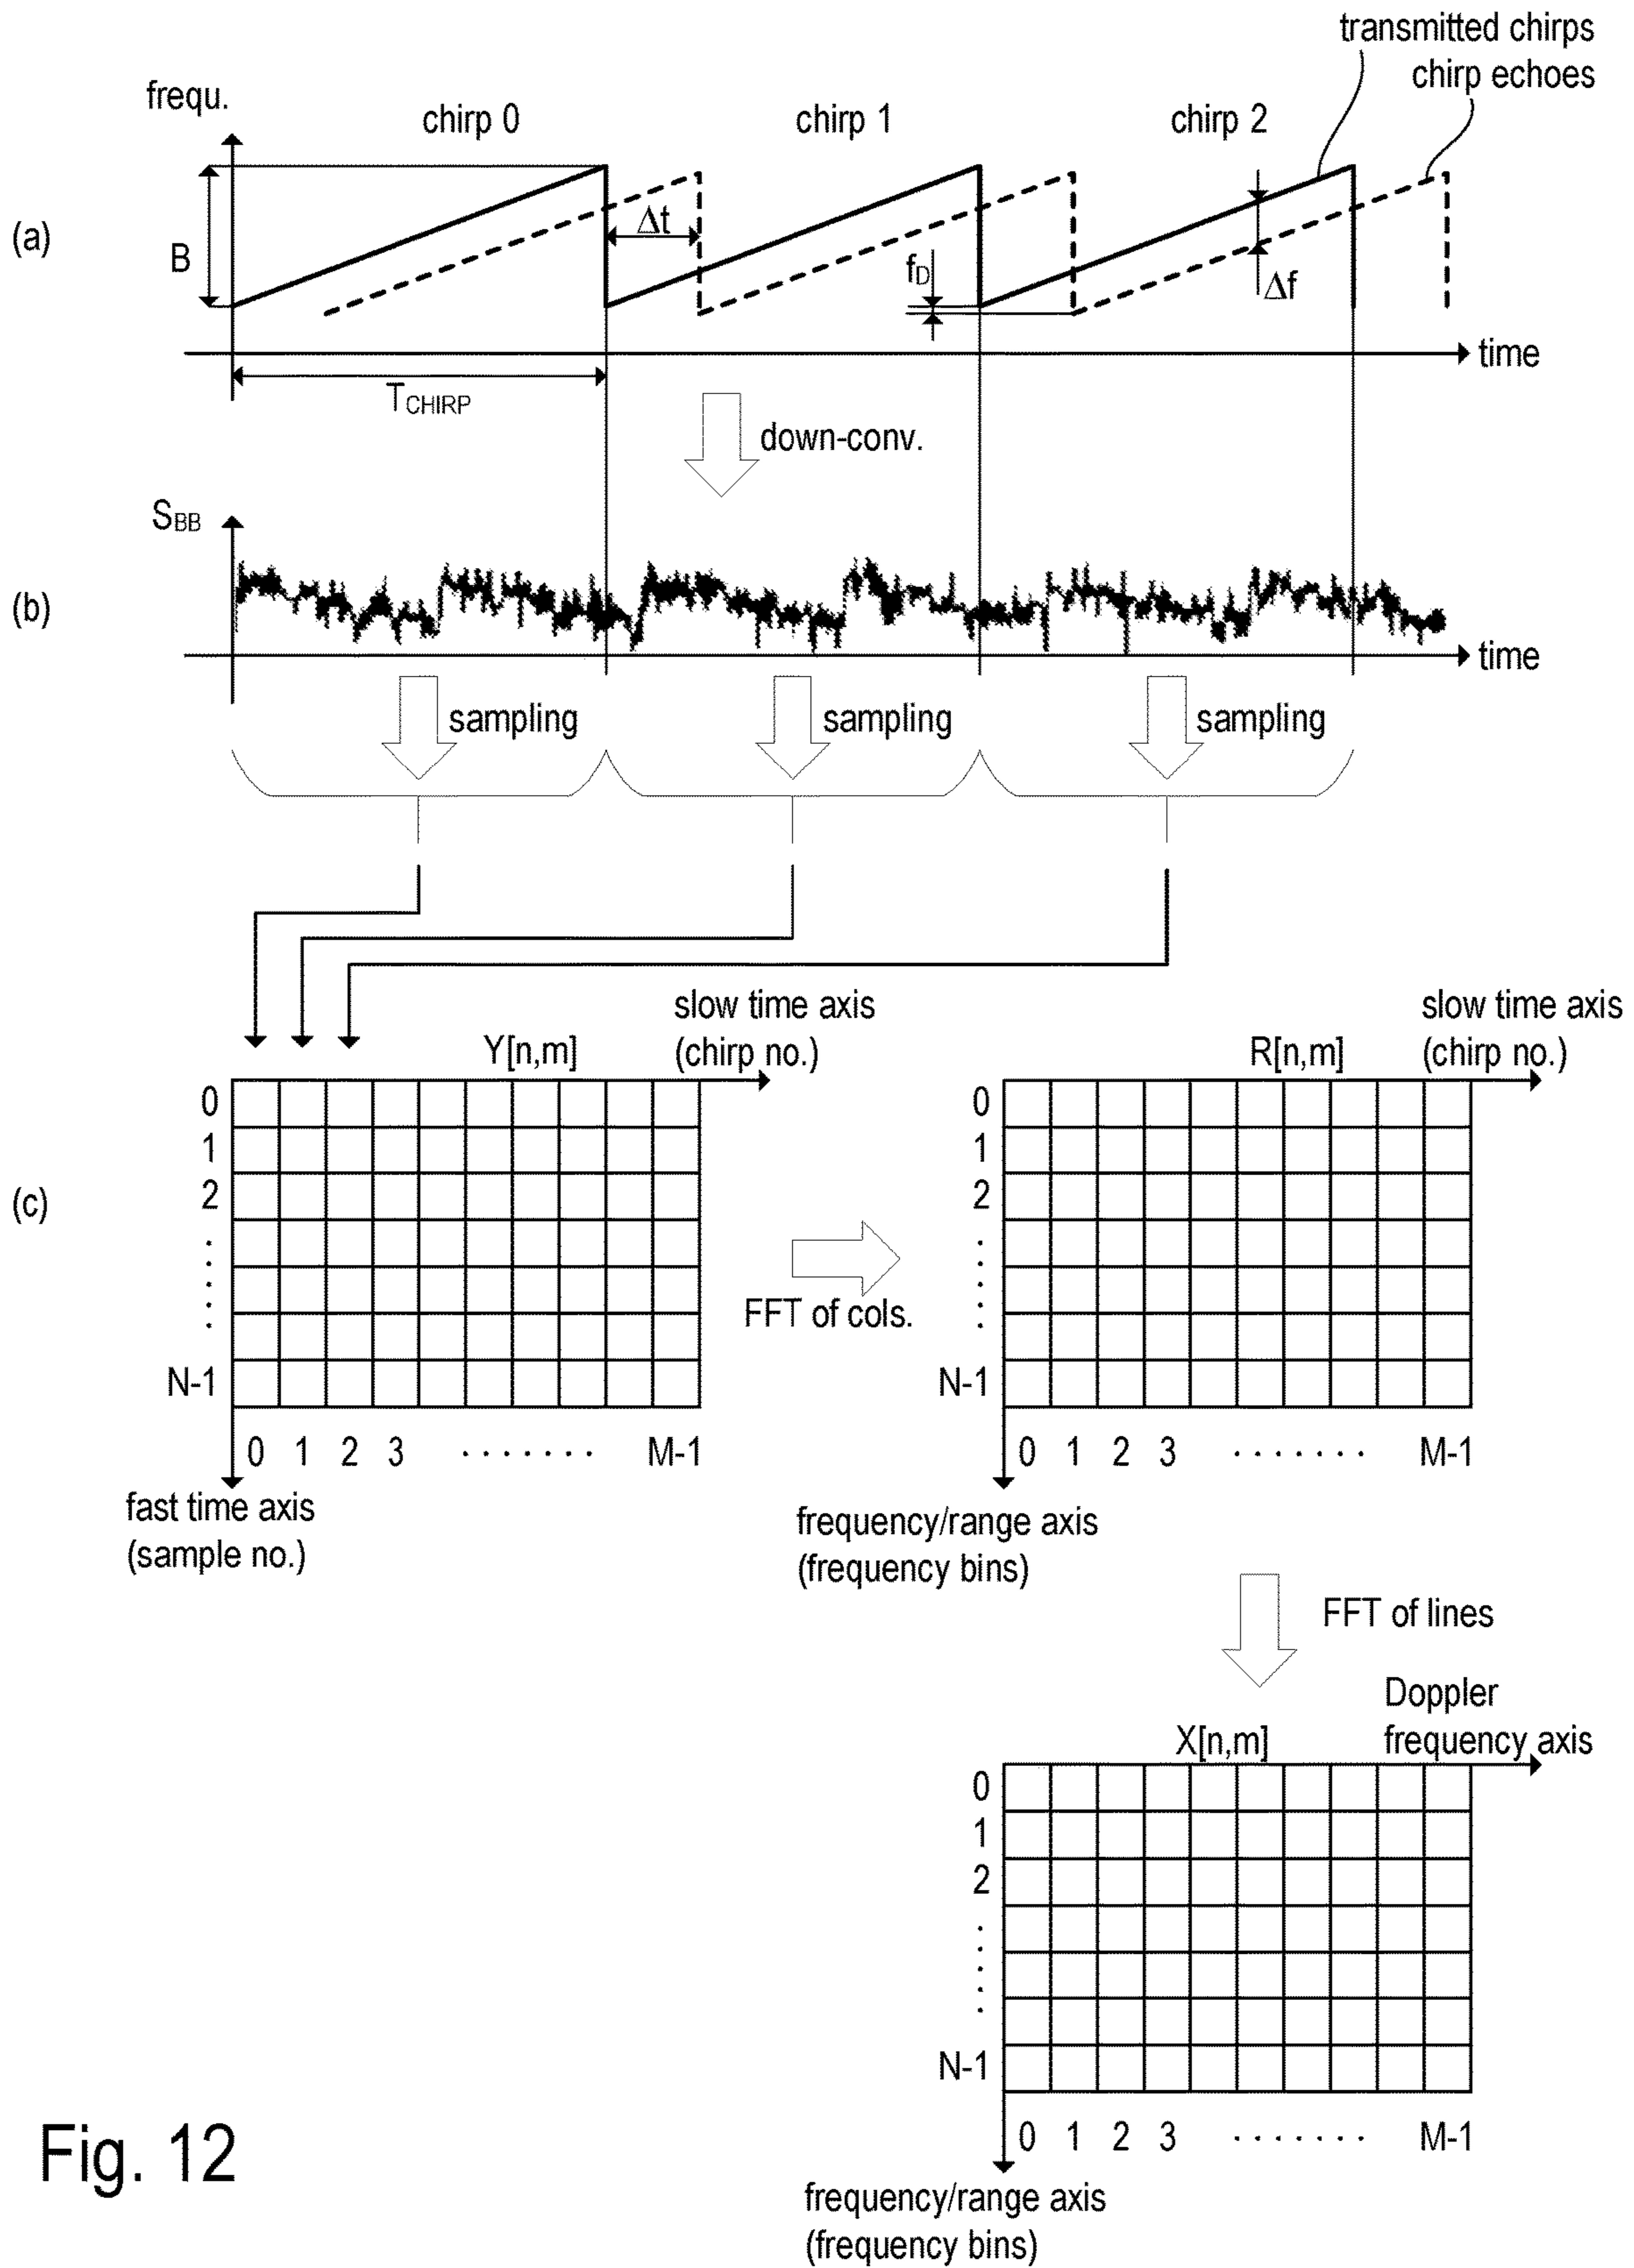 transmitted chirps
chirp echoes
frequ.
chirp 0
chirp 1
chirp 2
(a)
B
Δt
fD
Δf
time
TCHIRP
down-conv.
SBB
(b)
time
sampling
sampling
sampling
slow time axis
(chirp no.)
Y[n,m]
slow time axis
(chirp no.)
R[n,m]
(c)
0
1
2
N-1
0 1 2 3 ....... M-1
fast time axis
(sample no.)
FFT of cols.
0
1
2
N-1
0 1 2 3 ....... M-1
frequency/range axis
(frequency bins)
FFT of lines
Doppler
frequency axis
X[n,m]
0
1
2
N-1
0 1 2 3 ....... M-1
frequency/range axis
(frequency bins)
Fig. 12